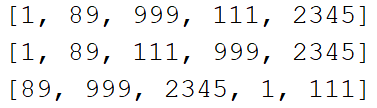 [1, 89, 999, 111, 2345]
[1, 89, 111, 999, 2345]
[89, 999, 2345, 1, 111]